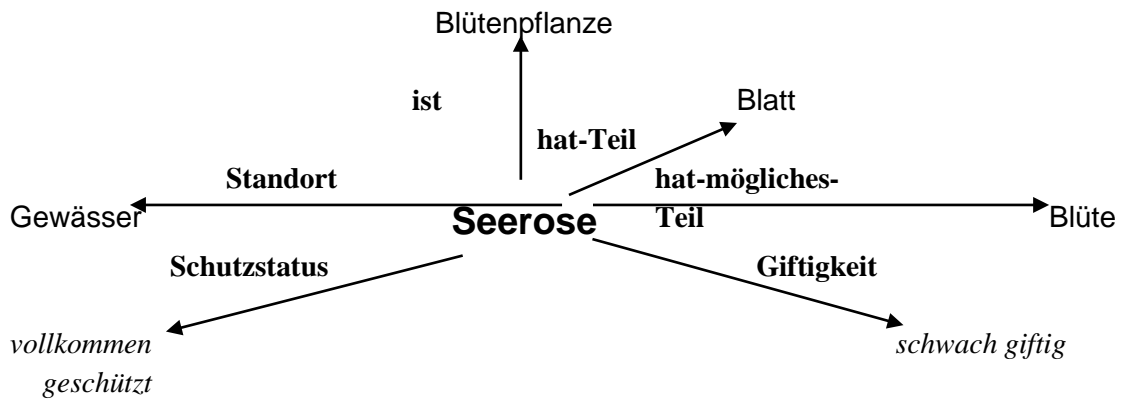 Blütenpflanze
ist
Blatt
hat-Teil
Standort
hat-mögliches-
Teil
Gewässer
Seerose
Blüte
Schutzstatus
Giftigkeit
vollkommen
geschützt
schwach giftig